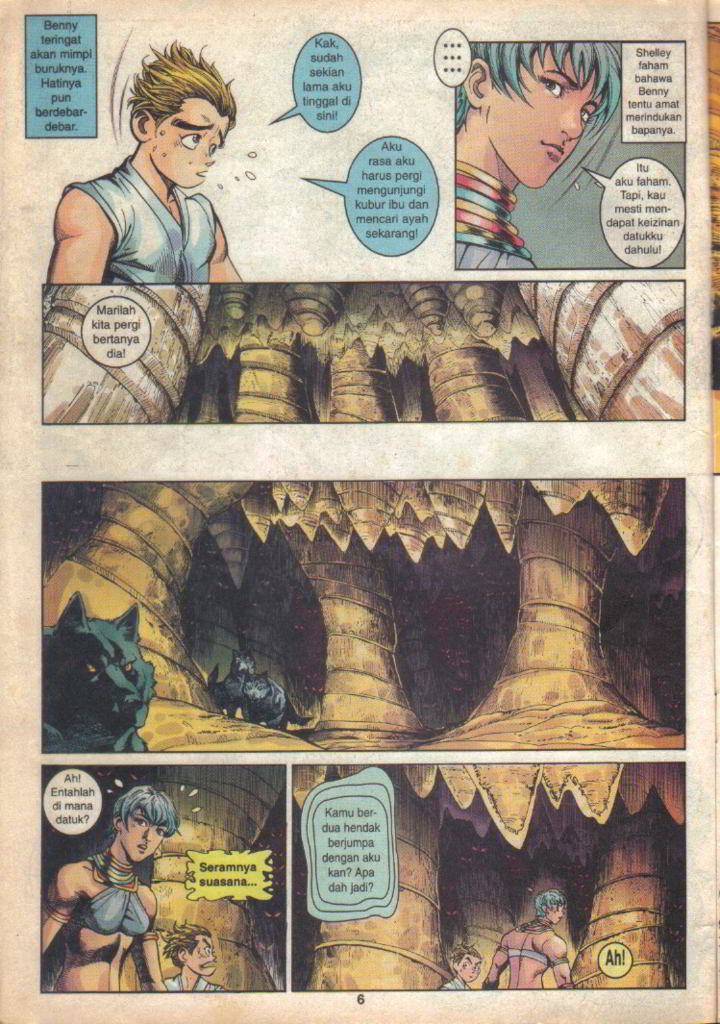 Benny
teringat
akan mimpi
buruknya.
Hatinya
pun
berdebar-
debar.
Kak,
sudah
sekian
lama aku
tinggal di
sini!
Aku
rasa aku
harus pergi
mengunjungi
kubur ibu dan
mencari ayah
sekarang!
...
...
...
Shelley
faham
bahawa
Benny
tentu amat
merindukan
bapanya.
Itu
aku faham.
Tapi, kau
mesti men-
dapat keizinan
datukku
dahulu!
Marilah
kita pergi
bertanya
dia!
Ah!
Entahlah
di mana
datuk?
Seramnya
suasana...
Kamu ber-
dua hendak
berjumpa
dengan aku
kan? Apa
dah jadi?
Ah!
6